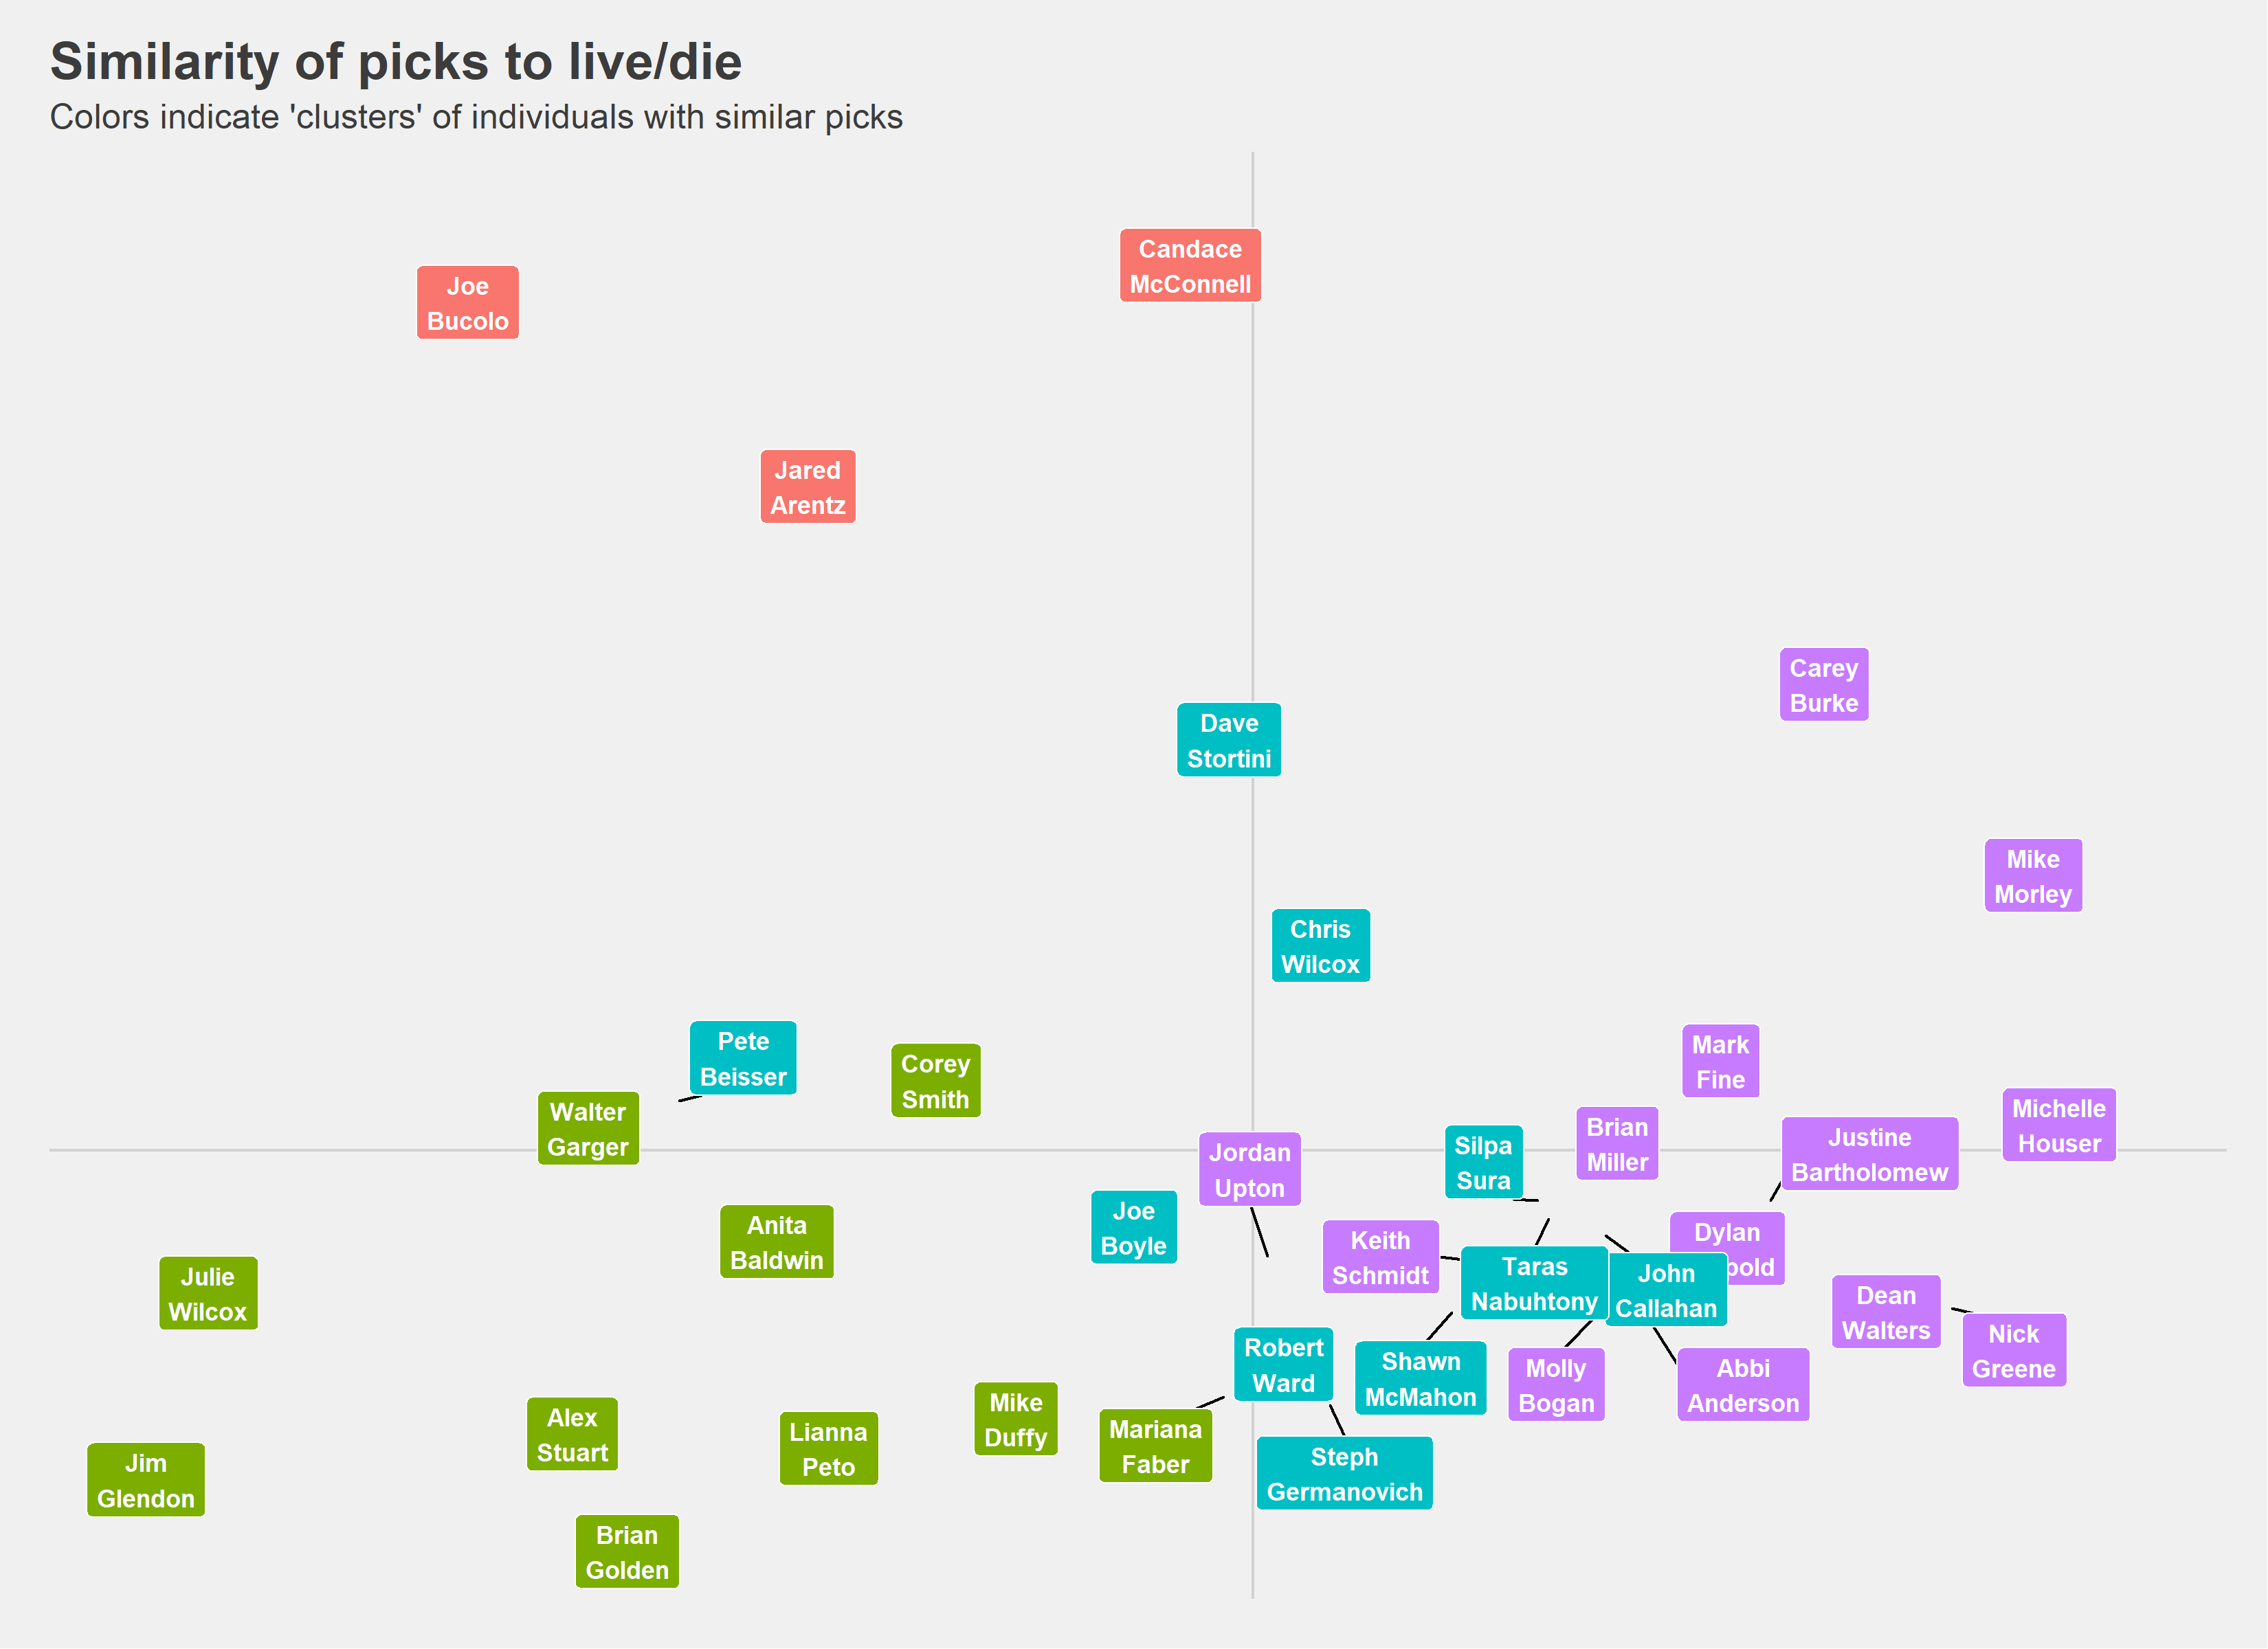 Similarity of picks to live/die
Colors indicate 'clusters' of individuals with similar picks
Candace
McConnell
Joe
Bucolo
Jared
Arentz
Carey
Burke
Dave
Stortini
Mike
Morley
Chris
Wilcox
Pete
Beisser
Mark
Fine
Corey
Smith
Michelle
Houser
Walter
Garger
Brian
Miller
Justine
Bartholomew
Silpa
Sura
Jordan
Upton
Joe
Boyle
Anita
Baldwin
Dylan
Keith
Schmidt
Taras
Nabuhtony
John
Callahan
Julie
Wilcox
Dean
Walters
Nick
Greene
Robert
Ward
Shawn
McMahon
Molly
Bogan
Abbi
Anderson
Mike
Duffy
Alex
Stuart
Mariana
Faber
Lianna
Peto
Steph
Germanovich
Jim
Glendon
Brian
Golden